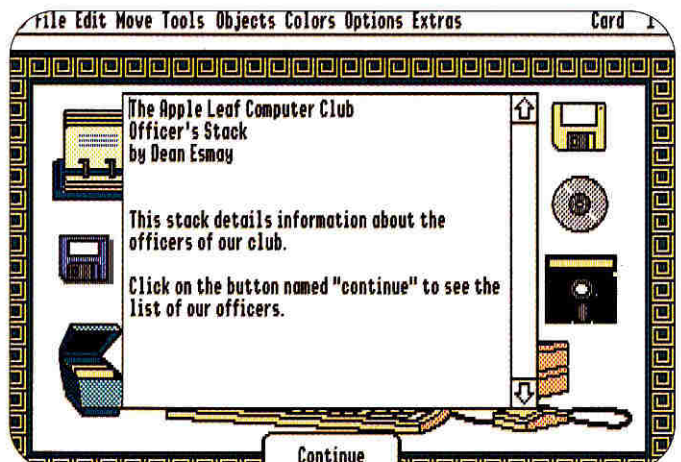 File Edit Move Tools Objects Colors Options Extras Card 1
The Apple Leaf Computer Club
Officer's Stack
by Dean Esmay
This stack details information about the
officers of our club.
Click on the button named "continue" to see the
list of our officers.
Continue